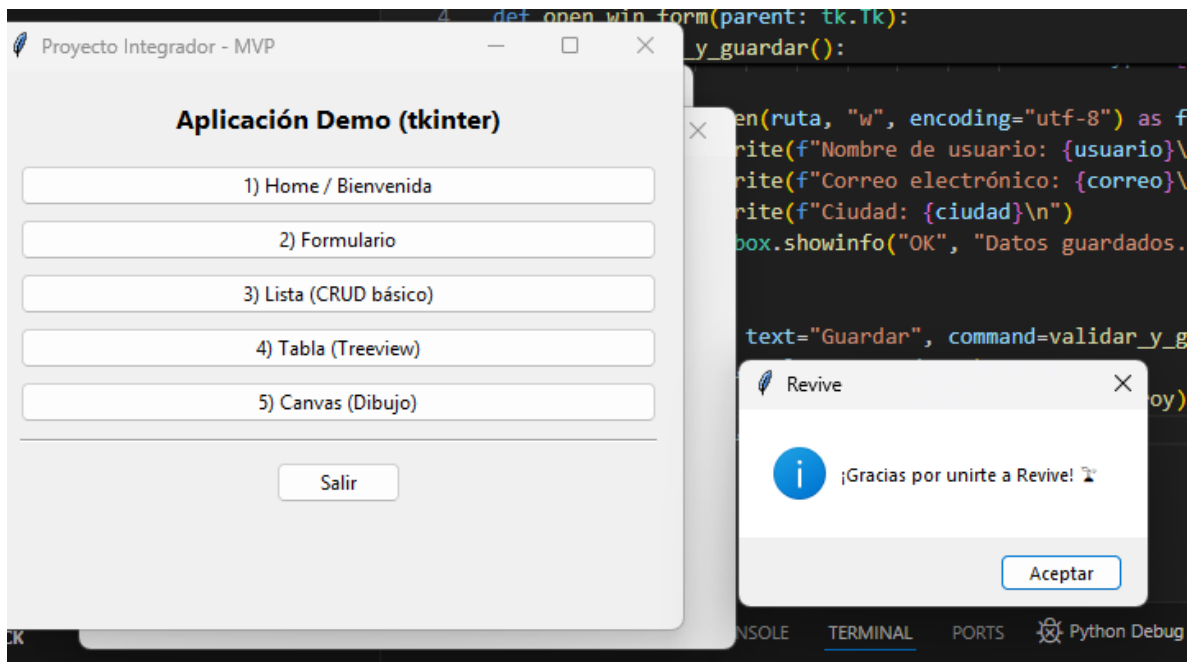 Proyecto Integrador - MVP
Aplicación Demo (tkinter)
1) Home / Bienvenida
2) Formulario
3) Lista (CRUD básico)
4) Tabla (Treeview)
5) Canvas (Dibujo)
Salir
4 def open_win_form(parent: tk.Tk):
_y_guardar():
en(ruta, "w", encoding="utf-8") as f
rite(f"Nombre de usuario: {usuario}\
rite(f"Correo electrónico: {correo}\
rite(f"Ciudad: {ciudad}\n")
box.showinfo("OK", "Datos guardados.
text="Guardar", command=validar_y_g
oy)
Revive
¡Gracias por unirte a Revive!
Aceptar
CK
NSOLE TERMINAL PORTS Python Debug